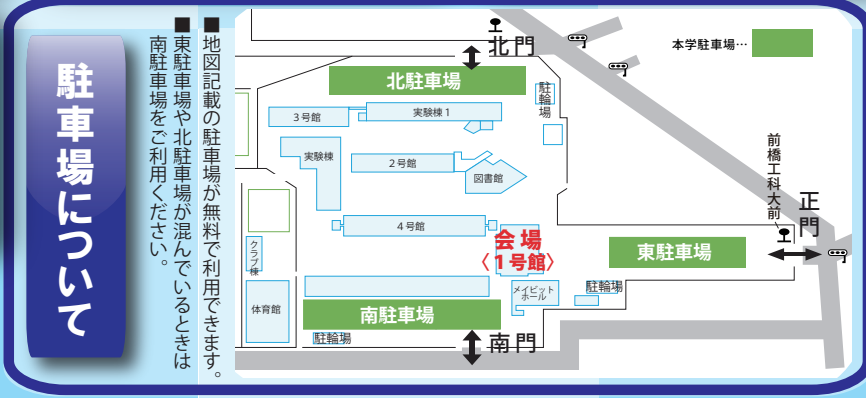 駐車場について
■地図記載の駐車場が無料で利用できます。
■東駐車場や北駐車場が混んでいるときは
南駐車場をご利用ください。
北門
本学駐車場…
北駐車場
駐輪場
3号館
実験棟1
実験棟
2号館
図書館
前橋工科大前
正門
4号館
会場
〈1号館〉
東駐車場
クラブ棟
体育館
メイビット
ホール
駐輪場
南駐車場
駐輪場
南門